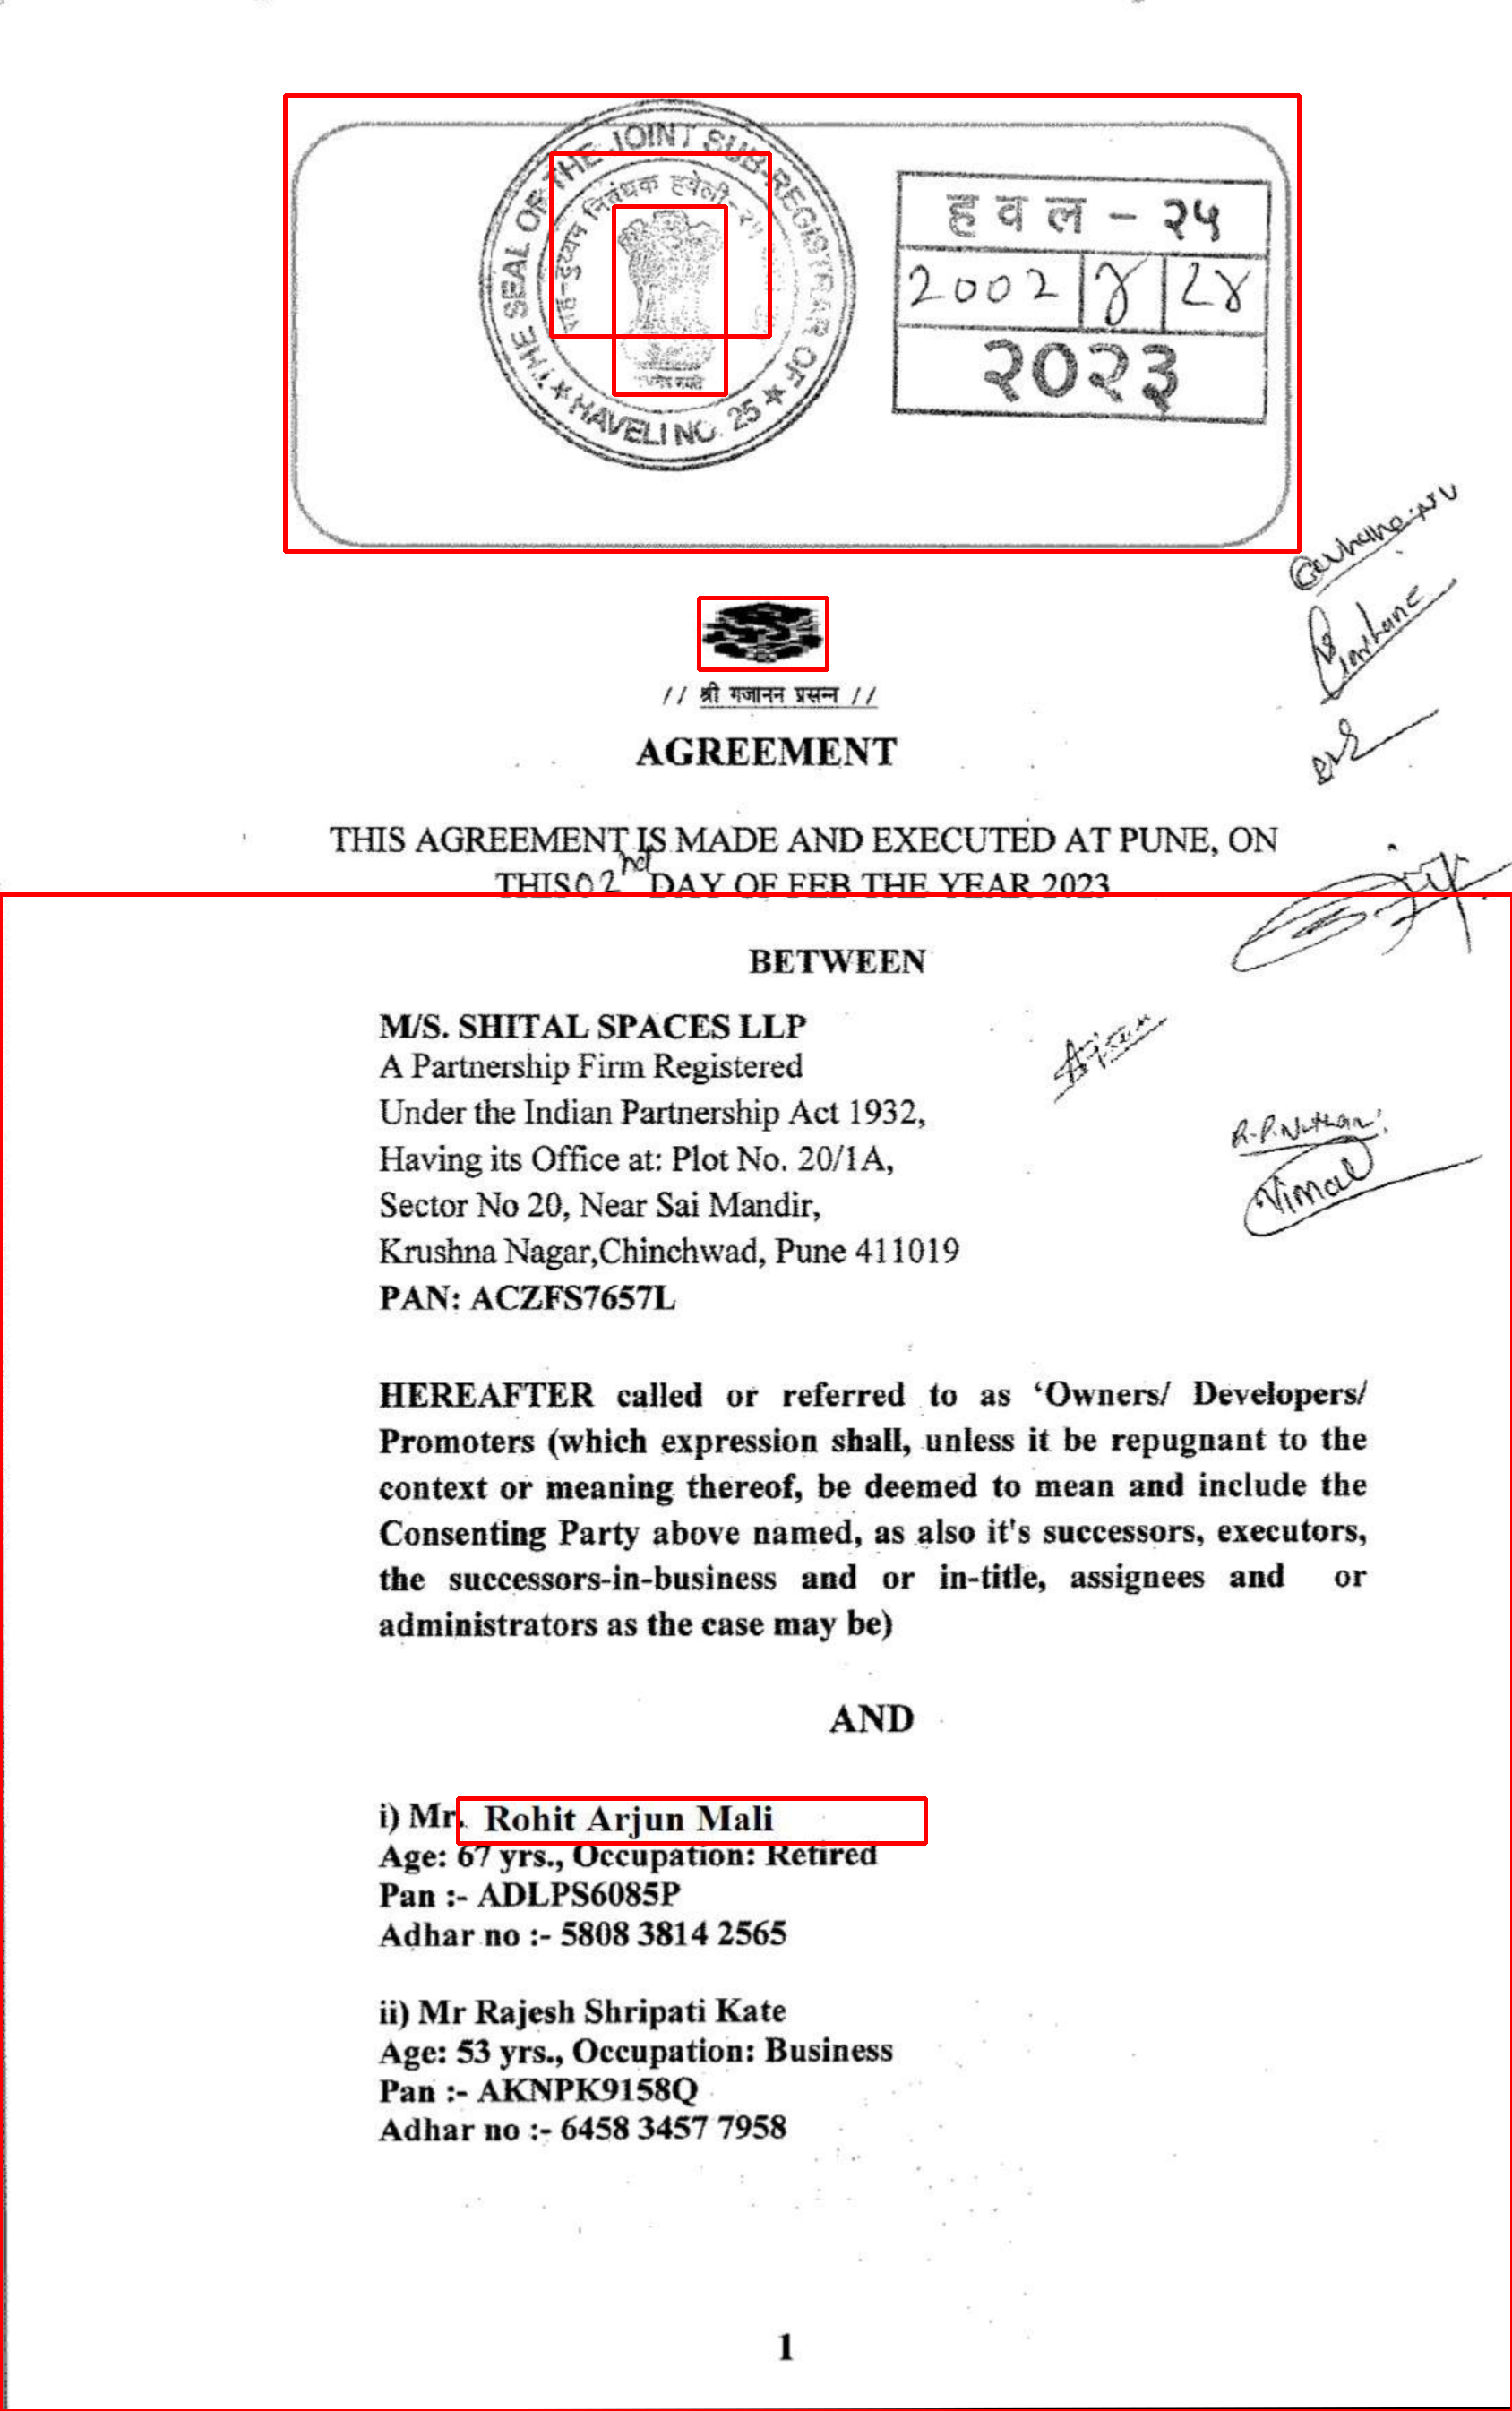 THE SEAL OF THE JOINT SUB-REGISTRAR OF
★ HAVELI NO. 25 ★
सह-दुय्यम निबंधक हवेली-२५
हवल - २५
2002 | ४ | 28
२०२३
// श्री गजानन प्रसन्न //
AGREEMENT
THIS AGREEMENT IS MADE AND EXECUTED AT PUNE, ON
THIS 02nd DAY OF FEB THE YEAR 2023
BETWEEN
M/S. SHITAL SPACES LLP
A Partnership Firm Registered
Under the Indian Partnership Act 1932,
Having its Office at: Plot No. 20/1A,
Sector No 20, Near Sai Mandir,
Krushna Nagar,Chinchwad, Pune 411019
PAN: ACZFS7657L
R.P.
Vimal
HEREAFTER called or referred to as ‘Owners/ Developers/
Promoters (which expression shall, unless it be repugnant to the
context or meaning thereof, be deemed to mean and include the
Consenting Party above named, as also it's successors, executors,
the successors-in-business and or in-title, assignees and or
administrators as the case may be)
AND
i) Mr. Rohit Arjun Mali
Age: 67 yrs., Occupation: Retired
Pan :- ADLPS6085P
Adhar no :- 5808 3814 2565
ii) Mr Rajesh Shripati Kate
Age: 53 yrs., Occupation: Business
Pan :- AKNPK9158Q
Adhar no :- 6458 3457 7958
1